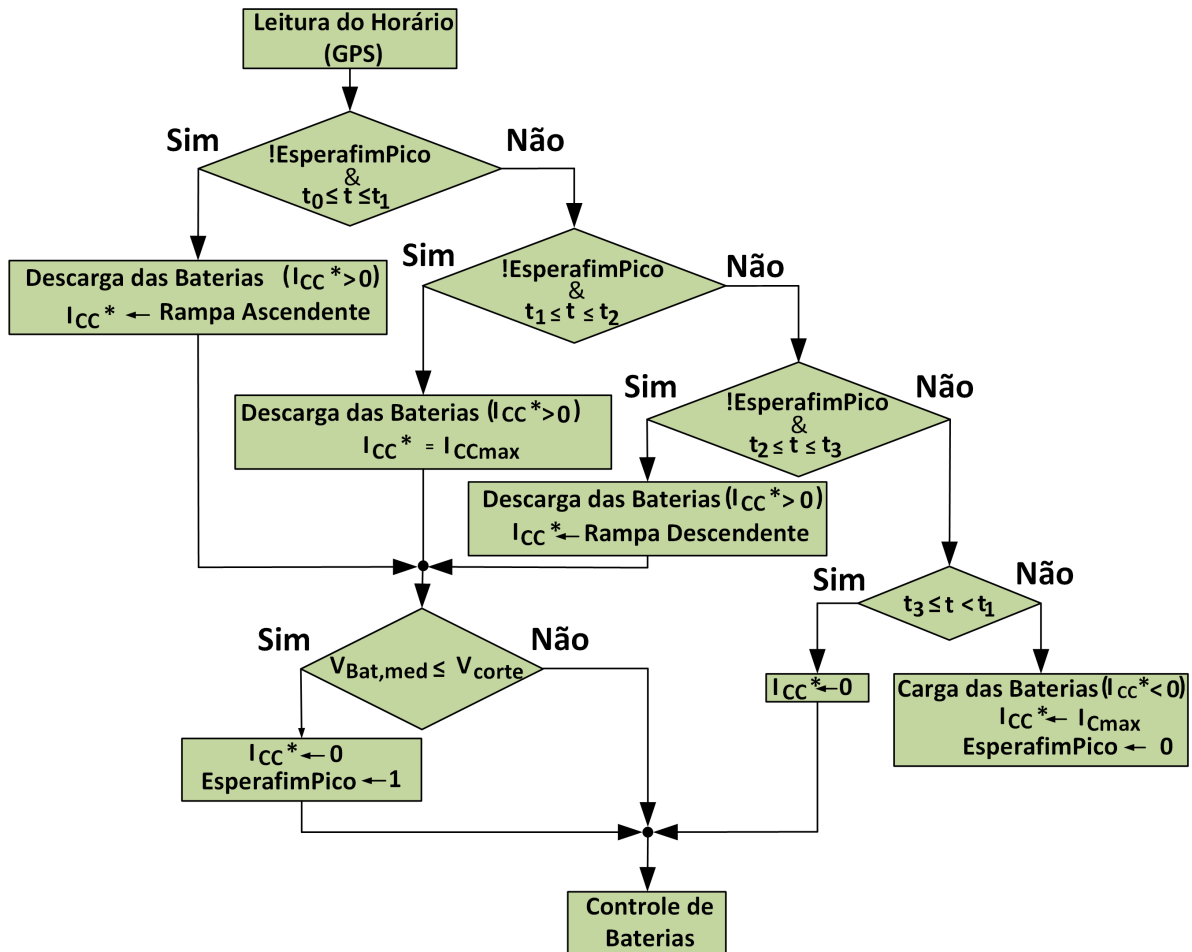 Leitura do Horário
(GPS)
Sim
Não
!EsperafimPico
&
t0 ≤ t ≤ t1
Sim
Não
!EsperafimPico
&
t1 ≤ t ≤ t2
Descarga das Baterias (ICC*>0)
ICC* ← Rampa Ascendente
Sim
Não
!EsperafimPico
&
t2 ≤ t ≤ t3
Descarga das Baterias (ICC*>0)
ICC* = ICCmax
Descarga das Baterias (ICC*>0)
ICC*← Rampa Descendente
Sim
Não
t3 ≤ t < t1
Sim
Não
VBat,med ≤ Vcorte
ICC*←0
Carga das Baterias (ICC*<0)
ICC*← ICmax
EsperafimPico ← 0
ICC*←0
EsperafimPico ←1
Controle de
Baterias